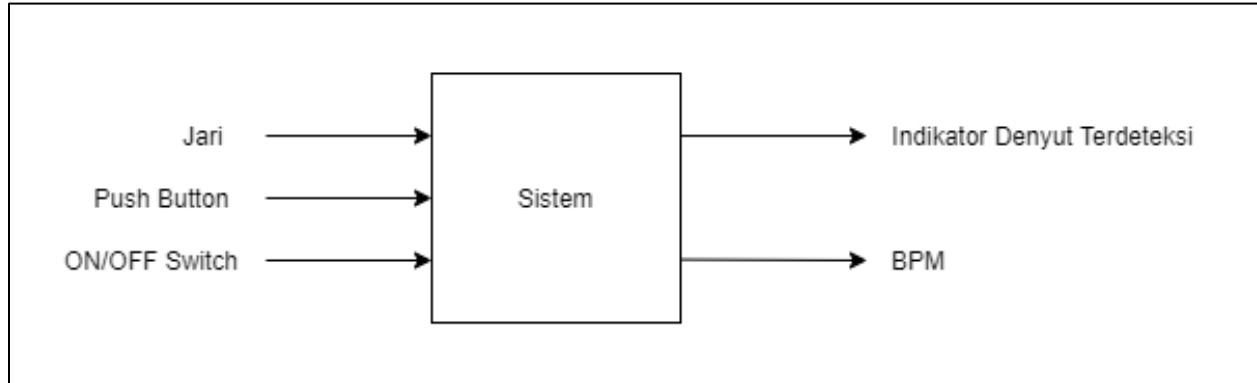 Jari
Push Button
ON/OFF Switch
Sistem
Indikator Denyut Terdeteksi
BPM